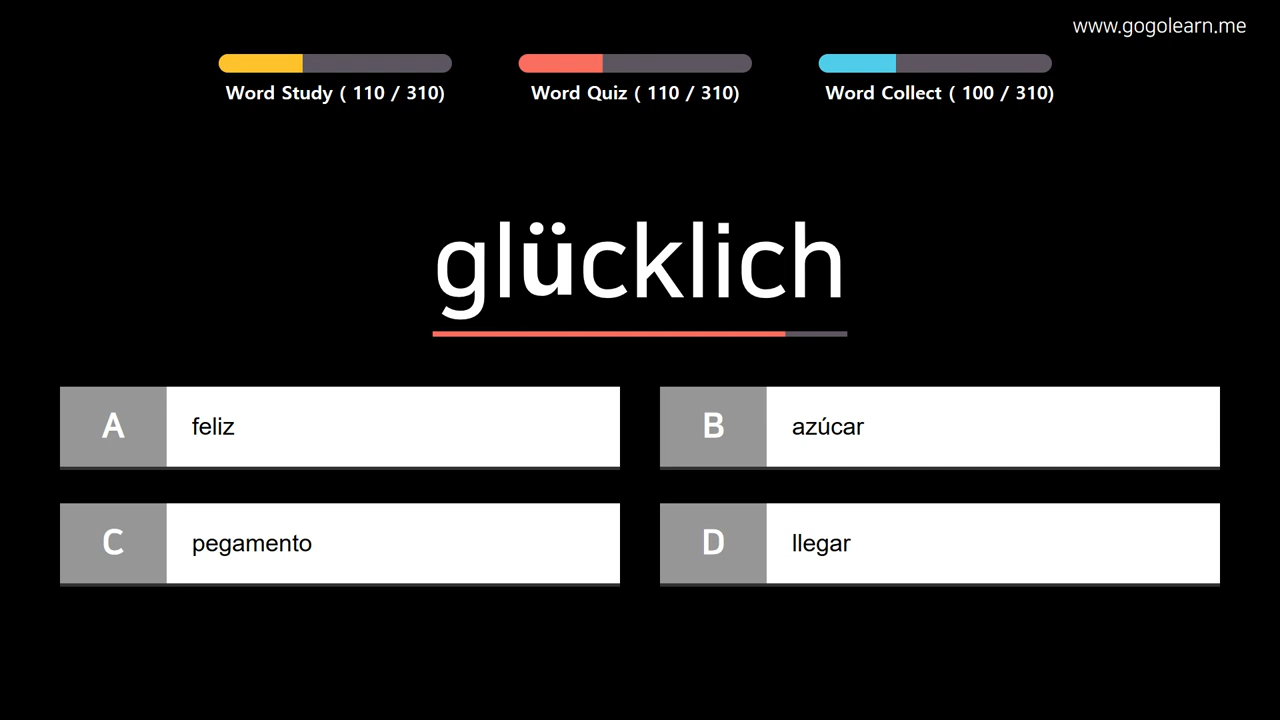 www.gogolearn.me
Word Study ( 110 / 310)
Word Quiz ( 110 / 310)
Word Collect ( 100 / 310)
glücklich
A feliz
B azúcar
C pegamento
D llegar